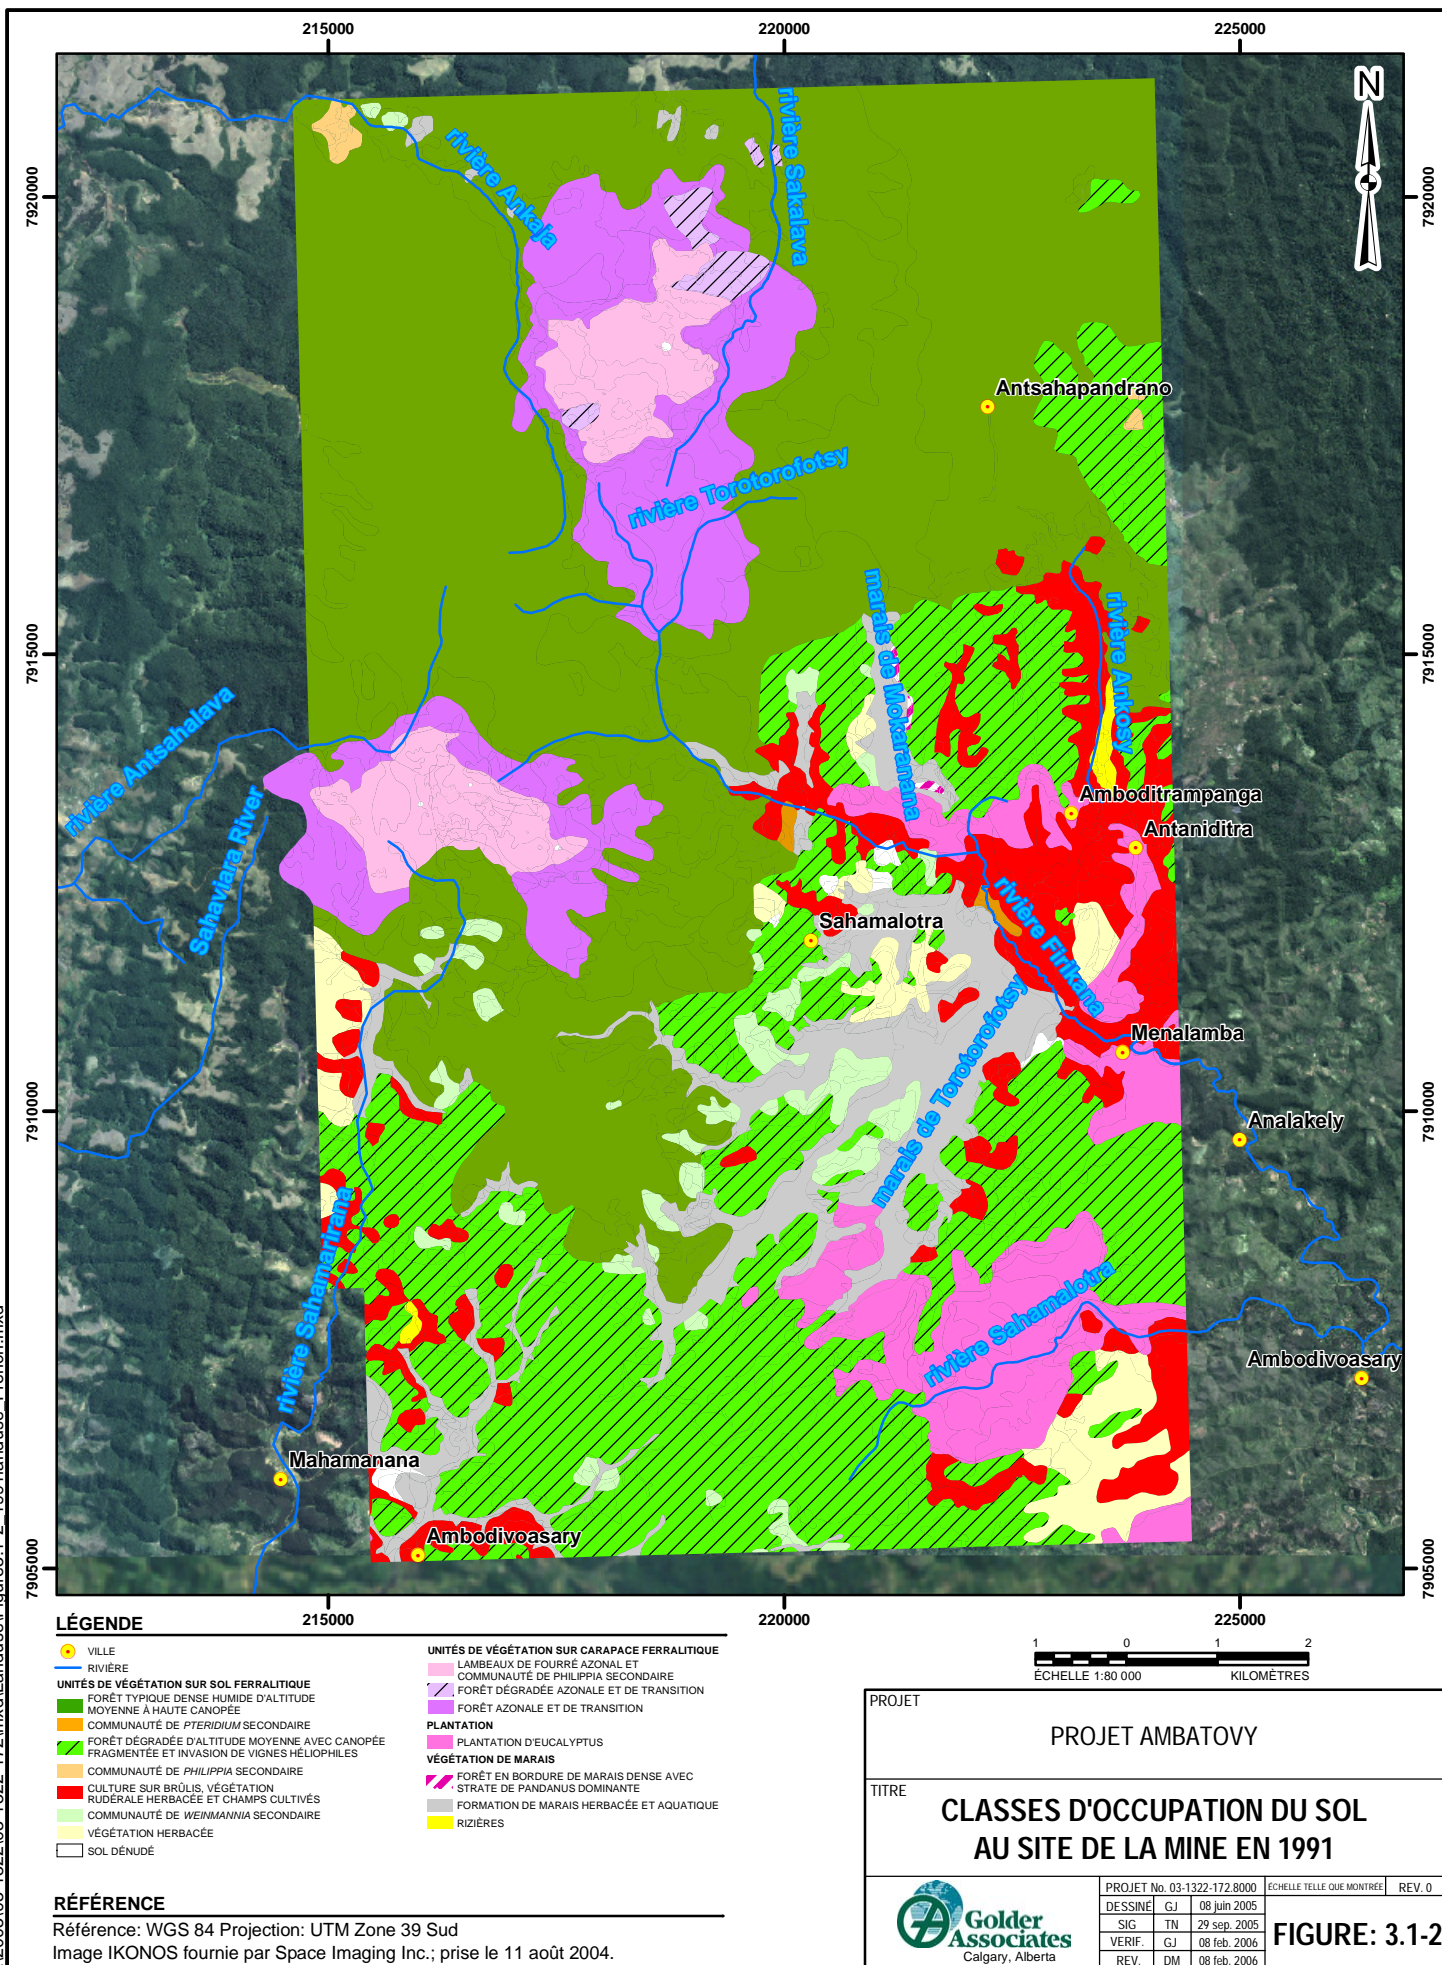 215000
220000
225000
N
7920000
7920000
rivière Ankaja
rivière Sakalava
Antsahapandrano
rivière Torotorofotsy
marais de Mokaranana
rivière Ankosy
7915000
7915000
rivière Antsahalava
Sahaviara River
Amboditrampanga
Antaniditra
Sahamalotra
rivière Firikana
marais de Torotorofotsy
Menalamba
7910000
7910000
Analakely
rivière Sahamarirana
rivière Sahamalotra
Ambodivoasary
Mahamanana
Ambodivoasary
7905000
7905000
215000
220000
225000
LÉGENDE
VILLE
RIVIÈRE
UNITÉS DE VÉGÉTATION SUR SOL FERRALITIQUE
FORÊT TYPIQUE DENSE HUMIDE D'ALTITUDE
MOYENNE À HAUTE CANOPÉE
COMMUNAUTÉ DE PTERIDIUM SECONDAIRE
FORÊT DÉGRADÉE D'ALTITUDE MOYENNE AVEC CANOPÉE
FRAGMENTÉE ET INVASION DE VIGNES HÉLIOPHILES
COMMUNAUTÉ DE PHILIPPIA SECONDAIRE
CULTURE SUR BRÛLIS, VÉGÉTATION
RUDÉRALE HERBACÉE ET CHAMPS CULTIVÉS
COMMUNAUTÉ DE WEINMANNIA SECONDAIRE
VÉGÉTATION HERBACÉE
SOL DÉNUDÉ
UNITÉS DE VÉGÉTATION SUR CARAPACE FERRALITIQUE
LAMBEAUX DE FOURRÉ AZONAL ET
COMMUNAUTÉ DE PHILIPPIA SECONDAIRE
FORÊT DÉGRADÉE AZONALE ET DE TRANSITION
FORÊT AZONALE ET DE TRANSITION
PLANTATION
PLANTATION D'EUCALYPTUS
VÉGÉTATION DE MARAIS
FORÊT EN BORDURE DE MARAIS DENSE AVEC
STRATE DE PANDANUS DOMINANTE
FORMATION DE MARAIS HERBACÉE ET AQUATIQUE
RIZIÈRES
1 0 1 2
ÉCHELLE 1:80 000 KILOMÈTRES
RÉFÉRENCE
Référence: WGS 84 Projection: UTM Zone 39 Sud
Image IKONOS fournie par Space Imaging Inc.; prise le 11 août 2004.
PROJET
PROJET AMBATOVY
TITRE
CLASSES D'OCCUPATION DU SOL
AU SITE DE LA MINE EN 1991
Golder
Associates
Calgary, Alberta
PROJET No. 03-1322-172.8000 ÉCHELLE TELLE QUE MONTRÉE REV. 0
DESSINÉ GJ 08 juin 2005
SIG TN 29 sep. 2005
VERIF. GJ 08 feb. 2006
REV. DM 08 feb. 2006
FIGURE: 3.1-2